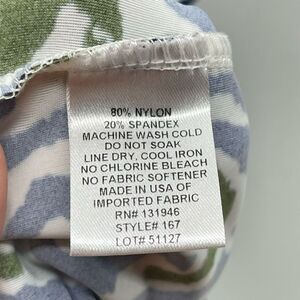 80% NYLON
20% SPANDEX
MACHINE WASH COLD
DO NOT SOAK
LINE DRY, COOL IRON
NO CHLORINE BLEACH
NO FABRIC SOFTENER
MADE IN USA OF
IMPORTED FABRIC
RN# 131946
STYLE# 167
LOT# 51127